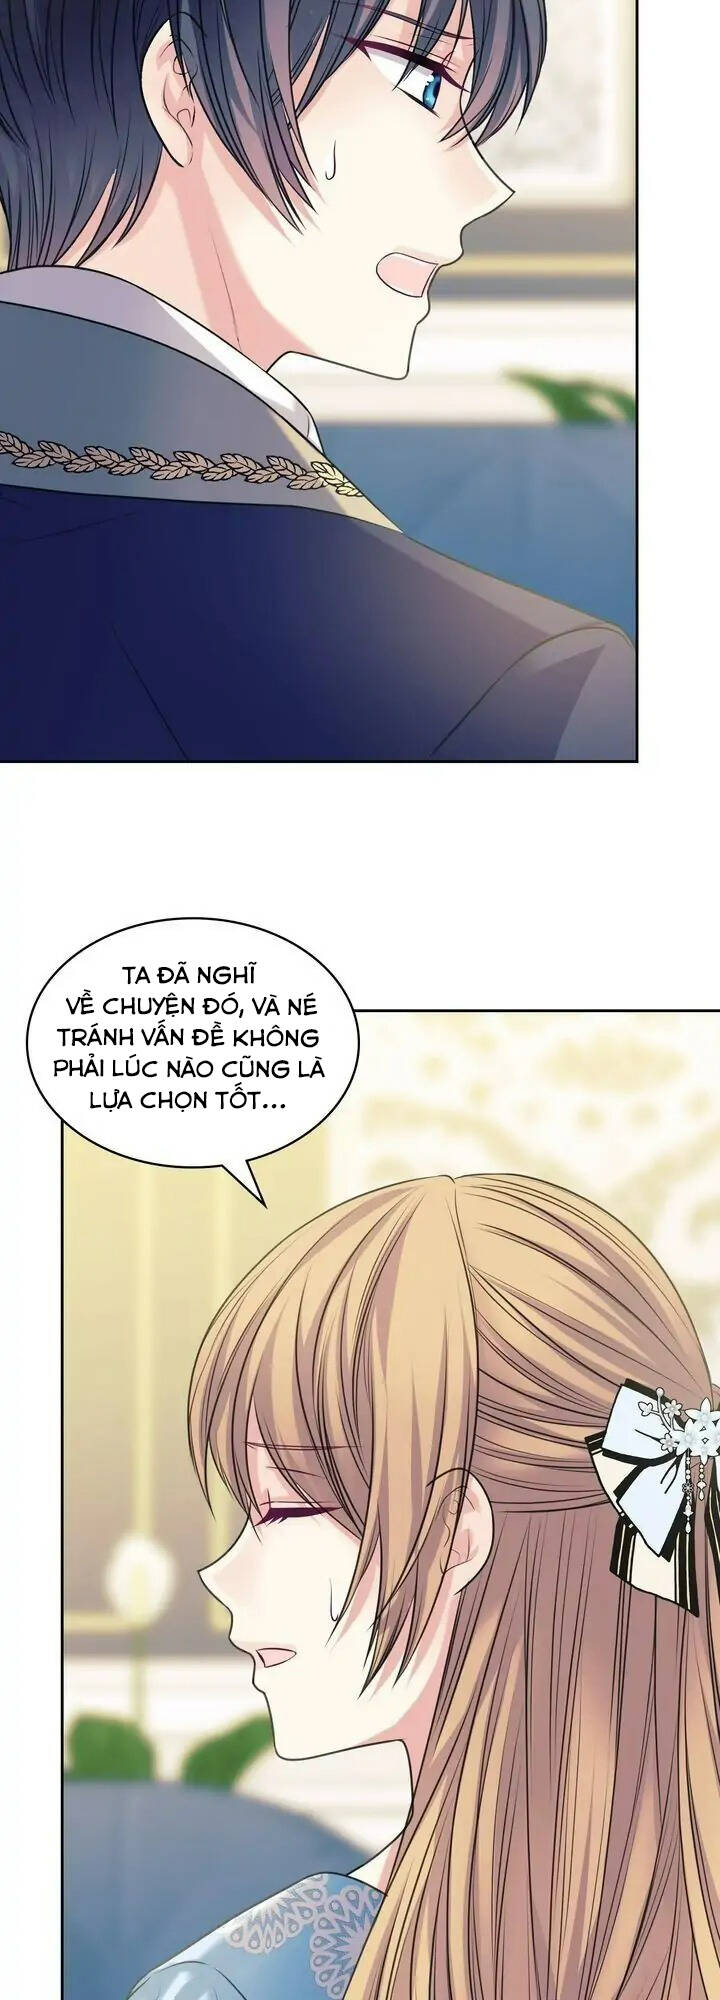 TA ĐÃ NGHĨ
VỀ CHUYỆN ĐÓ, VÀ NÉ
TRÁNH VẤN ĐỀ KHÔNG
PHẢI LÚC NÀO CŨNG LÀ
LỰA CHỌN TỐT...